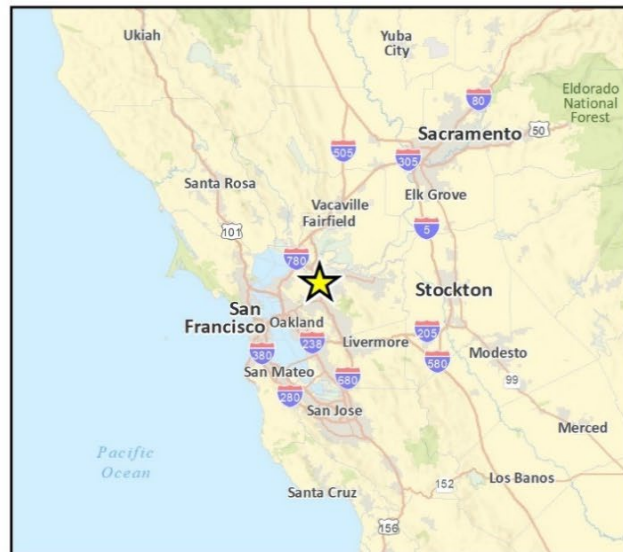 Ukiah
Yuba
City
Eldorado
National
Forest
80
Sacramento
50
505
305
Santa Rosa
Vacaville
Fairfield
Elk Grove
101
5
780
Stockton
San
Francisco
Oakland
238
Livermore
205
380
580
Modesto
San Mateo
680
99
280
San Jose
Merced
Pacific
Ocean
152
Los Banos
Santa Cruz
156